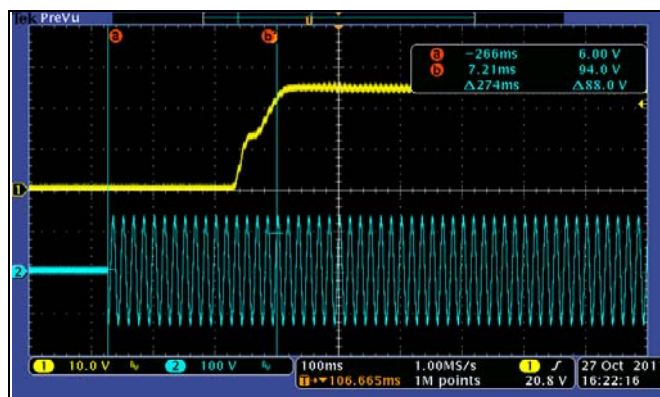 Tek PreVu
U
a b
a -266ms 6.00 V
b 7.21ms 94.0 V
Δ274ms Δ88.0 V
1
2
1 10.0 V 2 100 V 100ms 1.00MS/s 1 27 Oct 201
T→▼106.665ms 1M points 20.8 V 16:22:16